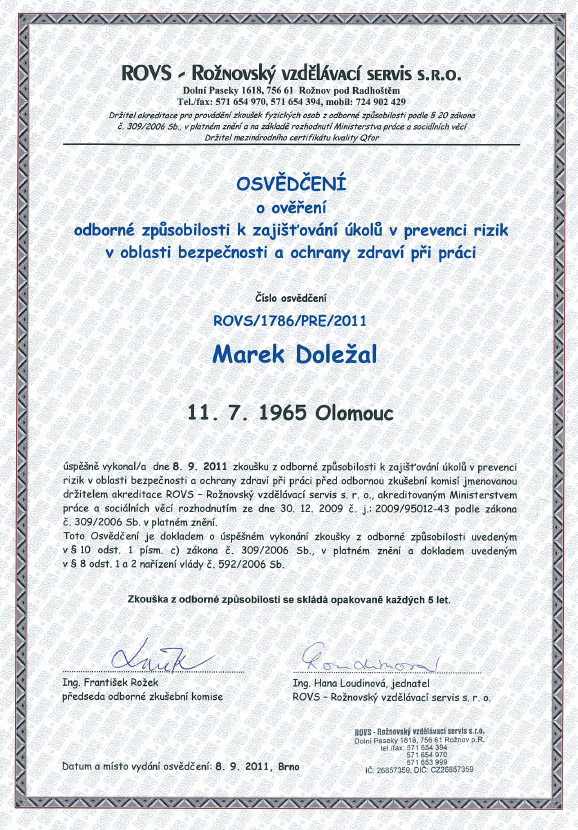 ROVS - Rožnovský vzdělávací servis s.r.o.
Dolní Paseky 1618, 756 61 Rožnov pod Radhoštěm
Tel./fax: 571 654 970, 571 654 394, mobil: 724 902 429
Držitel akreditace pro provádění zkoušek fyzických osob z odborné způsobilosti podle § 20 zákona
č. 309/2006 Sb., v platném znění a na základě rozhodnutí Ministerstva práce a sociálních věcí
Držitel mezinárodního certifikátu kvality Qfor
OSVĚDČENÍ
o ověření
odborné způsobilosti k zajišťování úkolů v prevenci rizik
v oblasti bezpečnosti a ochrany zdraví při práci
Číslo osvědčení
ROVS/1786/PRE/2011
Marek Doležal
11. 7. 1965 Olomouc
úspěšně vykonal/a dne 8. 9. 2011 zkoušku z odborné způsobilosti k zajišťování úkolů v prevenci
rizik v oblasti bezpečnosti a ochrany zdraví při práci před odbornou zkušební komisí jmenovanou
držitelem akreditace ROVS – Rožnovský vzdělávací servis s. r. o., akreditovaným Ministerstvem
práce a sociálních věcí rozhodnutím ze dne 30. 12. 2009 č. j.: 2009/95012-43 podle zákona
č. 309/2006 Sb. v platném znění.
Toto Osvědčení je dokladem o úspěšném vykonání zkoušky z odborné způsobilosti uvedeným
v § 10 odst. 1 písm. c) zákona č. 309/2006 Sb., v platném znění a dokladem uvedeným
v § 8 odst. 1 a 2 nařízení vlády č. 592/2006 Sb.
Zkouška z odborné způsobilosti se skládá opakovaně každých 5 let.
Ing. František Rožek
předseda odborné zkušební komise
Ing. Hana Loudinová, jednatel
ROVS – Rožnovský vzdělávací servis s. r. o.
ROVS - Rožnovský vzdělávací servis s.r.o.
Dolní Paseky 1618, 756 61 Rožnov p.R.
tel./fax: 571 654 394
571 654 970
571 653 999
IČ: 26857359, DIČ: CZ26857359
Datum a místo vydání osvědčení: 8. 9. 2011, Brno